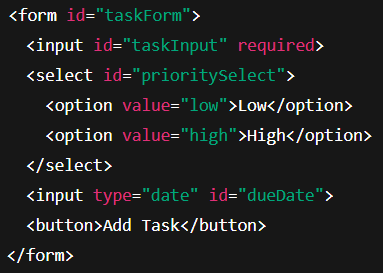 <form id="taskForm">
  <input id="taskInput" required>
  <select id="prioritySelect">
    <option value="low">Low</option>
    <option value="high">High</option>
  </select>
  <input type="date" id="dueDate">
  <button>Add Task</button>
</form>